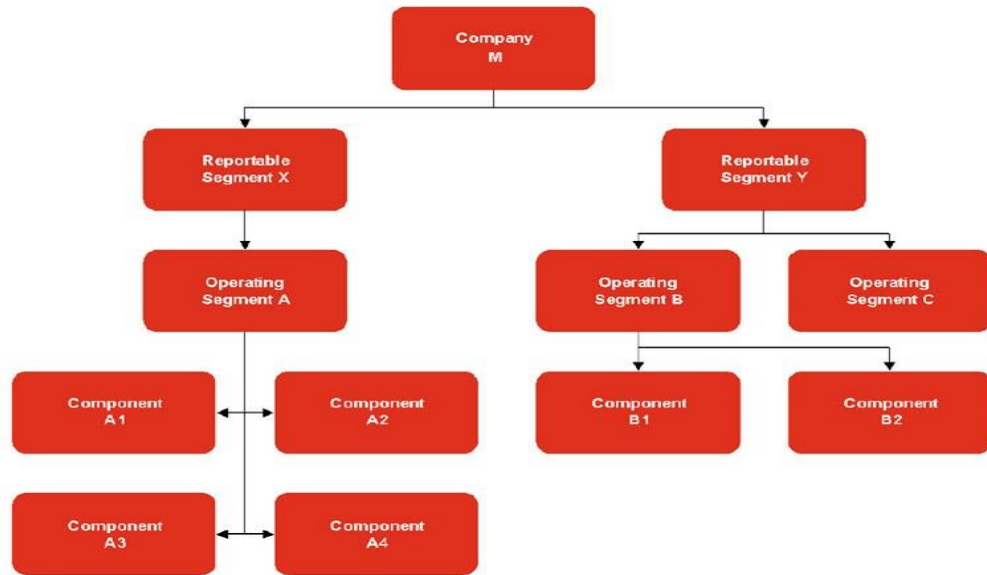 Company
M
Reportable
Segment X
Reportable
Segment Y
Operating
Segment A
Operating
Segment B
Operating
Segment C
Component
A1
Component
A2
Component
B1
Component
B2
Component
A3
Component
A4